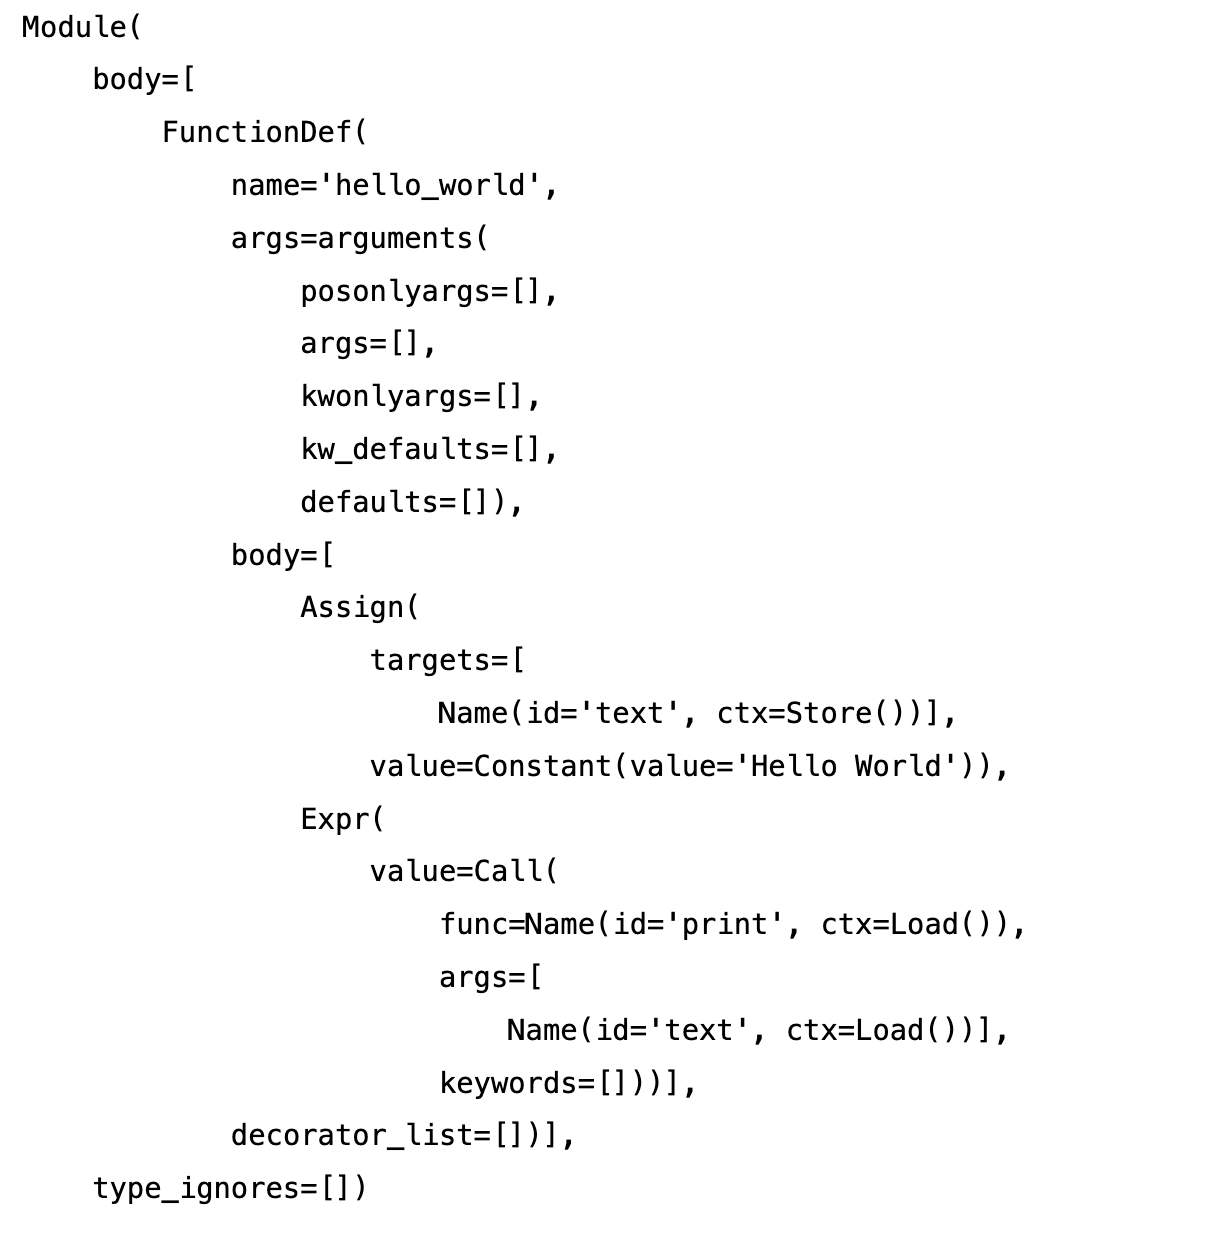 Module(
    body=[
        FunctionDef(
            name='hello_world',
            args=arguments(
                posonlyargs=[],
                args=[],
                kwonlyargs=[],
                kw_defaults=[],
                defaults=[]),
            body=[
                Assign(
                    targets=[
                        Name(id='text', ctx=Store())],
                    value=Constant(value='Hello World')),
                Expr(
                    value=Call(
                        func=Name(id='print', ctx=Load()),
                        args=[
                            Name(id='text', ctx=Load())],
                        keywords=[]))],
            decorator_list=[])],
    type_ignores=[])